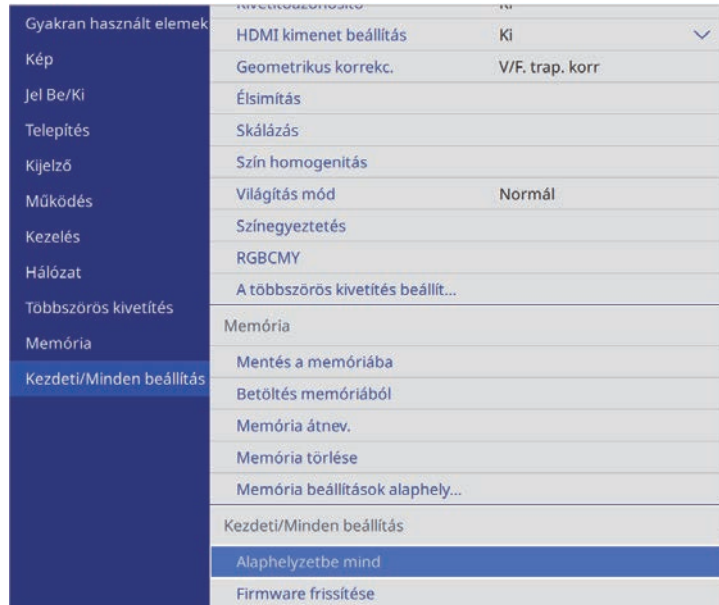 Gyakran használt elemek
Kép
Jel Be/Ki
Telepítés
Kijelző
Működés
Kezelés
Hálózat
Többszörös kivetítés
Memória
Kezdeti/Minden beállítás
HDMI kimenet beállítás Ki
Geometrikus korrekc. V/F. trap. korr
Élsimítás
Skálázás
Szín homogenitás
Világítás mód Normál
Színegyeztetés
RGBCMY
A többszörös kivetítés beállít...
Memória
Mentés a memóriába
Betöltés memóriából
Memória átnev.
Memória törlése
Memória beállítások alaphely...
Kezdeti/Minden beállítás
Alaphelyzetbe mind
Firmware frissítése